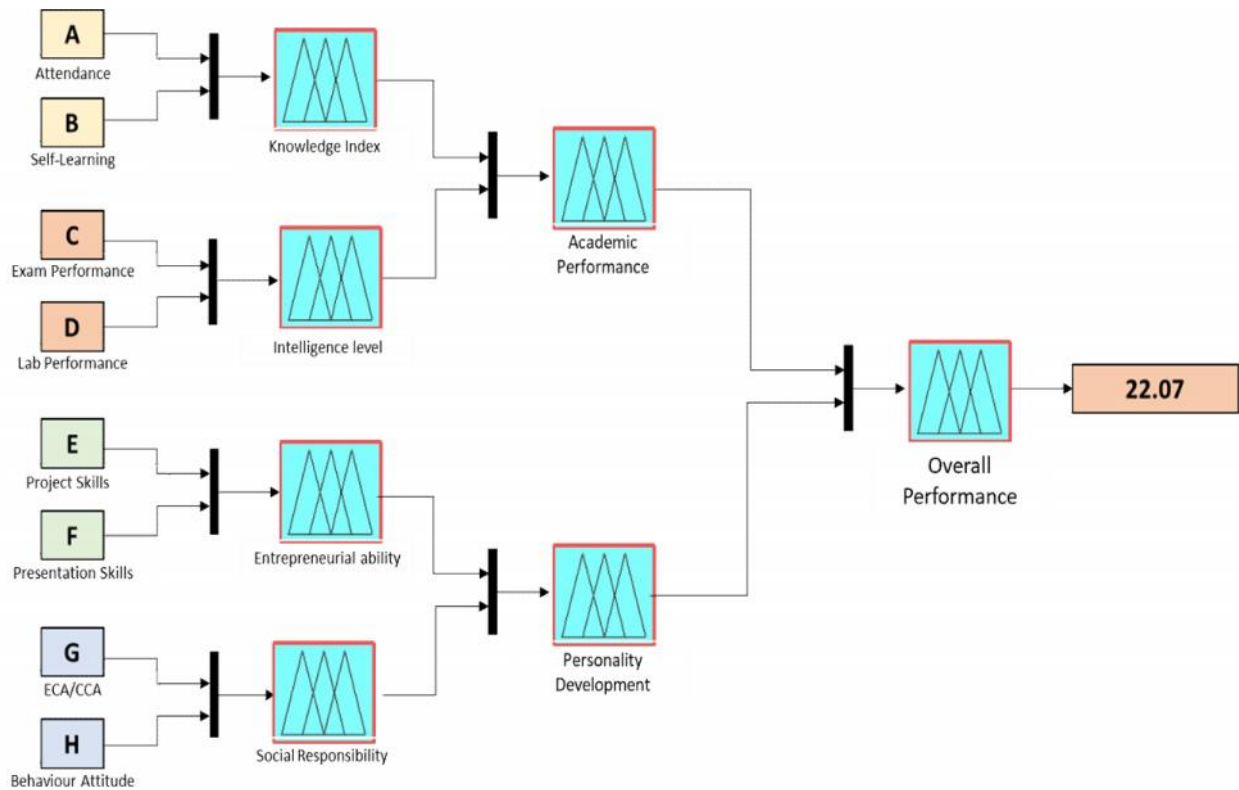 A
Attendance
B
Self-Learning
Knowledge Index
C
Exam Performance
D
Lab Performance
Intelligence level
Academic
Performance
E
Project Skills
F
Presentation Skills
Entrepreneurial ability
G
ECA/CCA
H
Behaviour Attitude
Social Responsibility
Personality
Development
Overall
Performance
22.07